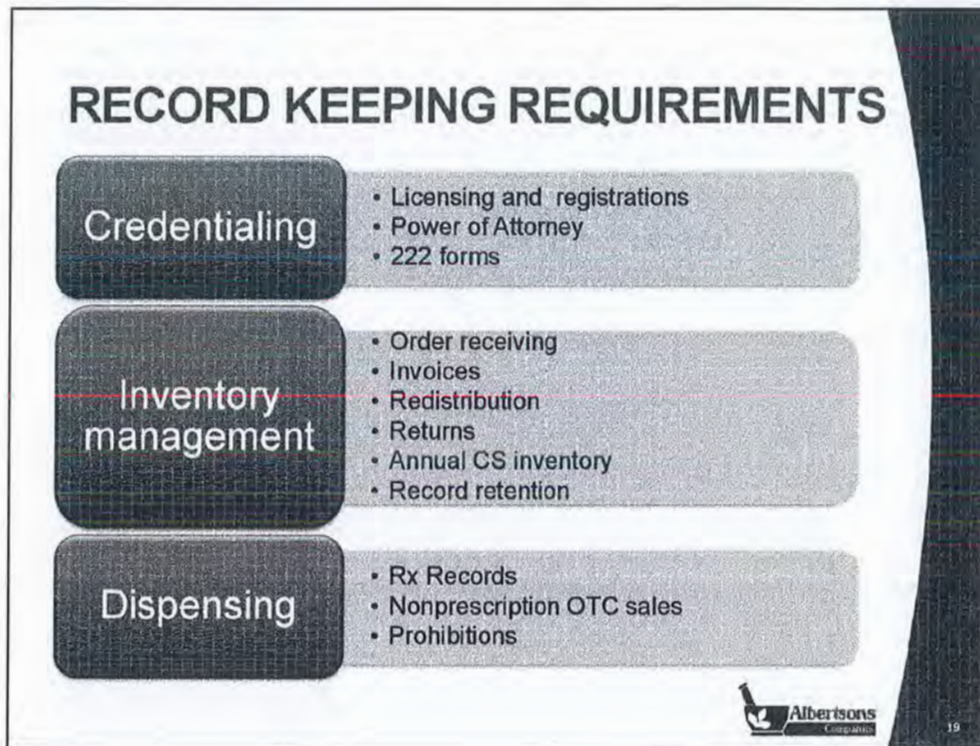 RECORD KEEPING REQUIREMENTS
Credentialing
• Licensing and registrations
• Power of Attorney
• 222 forms
Inventory
management
• Order receiving
• Invoices
• Redistribution
• Returns
• Annual CS inventory
• Record retention
Dispensing
• Rx Records
• Nonprescription OTC sales
• Prohibitions
Albertsons
Companies
19